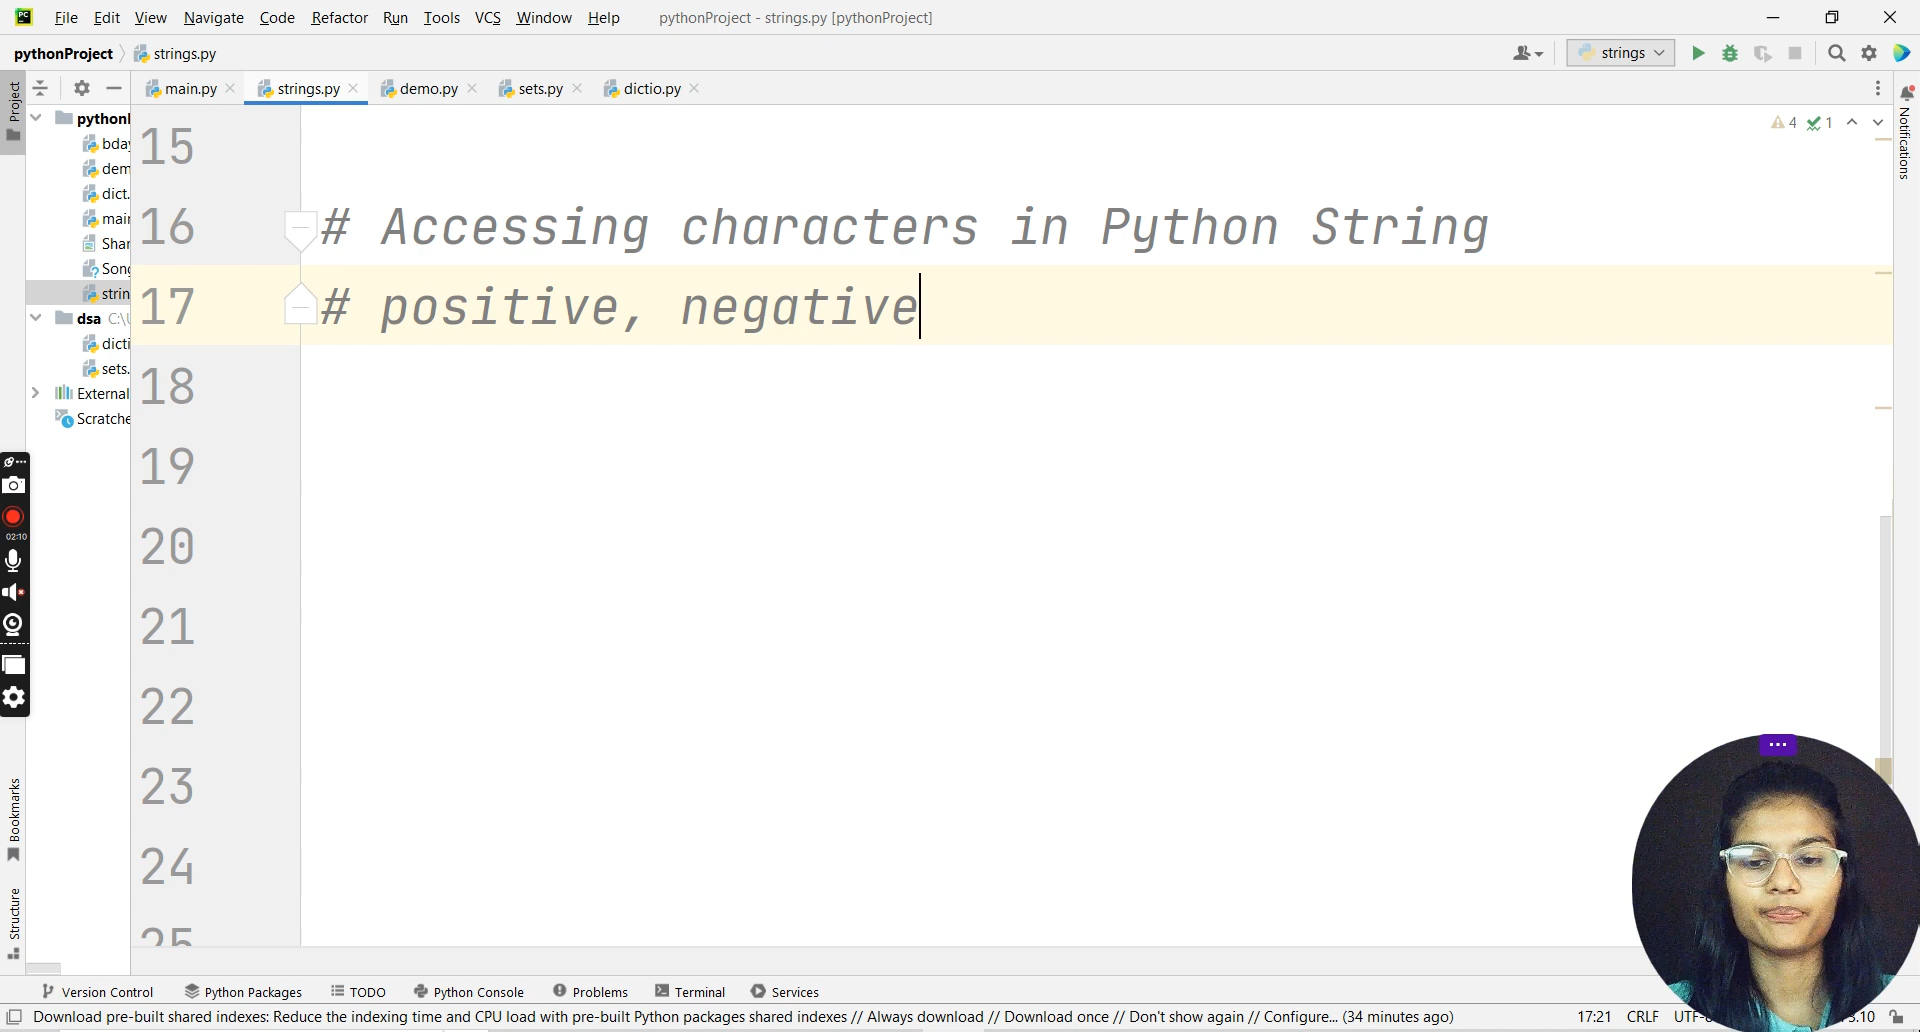 File Edit View Navigate Code Refactor Run Tools VCS Window Help pythonProject - strings.py [pythonProject]
pythonProject strings.py strings
Project main.py strings.py demo.py sets.py dictio.py
Notifications
4 1
15
16 # Accessing characters in Python String
17 # positive, negative
18
19
20
21
22
23
24
25
dict.
dsa
sets.
External
02:10
Bookmarks
Structure
Version Control Python Packages TODO Python Console Problems Terminal Services
Download pre-built shared indexes: Reduce the indexing time and CPU load with pre-built Python packages shared indexes // Always download // Download once // Don't show again // Configure... (34 minutes ago) 17:21 CRLF